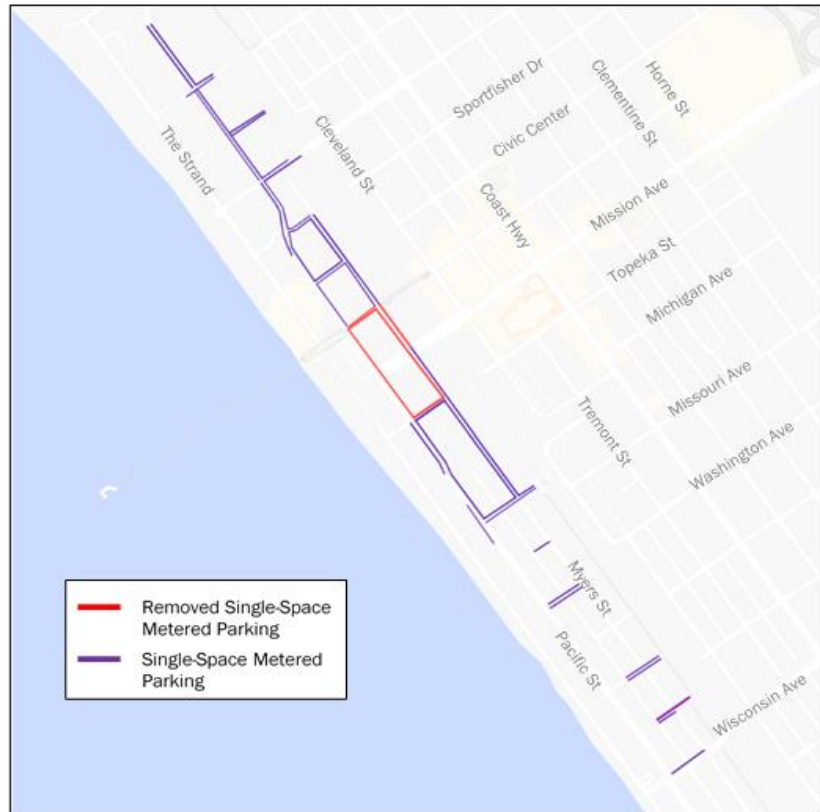 Horne St
Clementine St
Sportfisher Dr
Civic Center
Cleveland St
The Strand
Coast Hwy
Mission Ave
Topeka St
Michigan Ave
Missouri Ave
Tremont St
Washington Ave
Myers St
Pacific St
Wisconsin Ave
Removed Single-Space
Metered Parking
Single-Space Metered
Parking